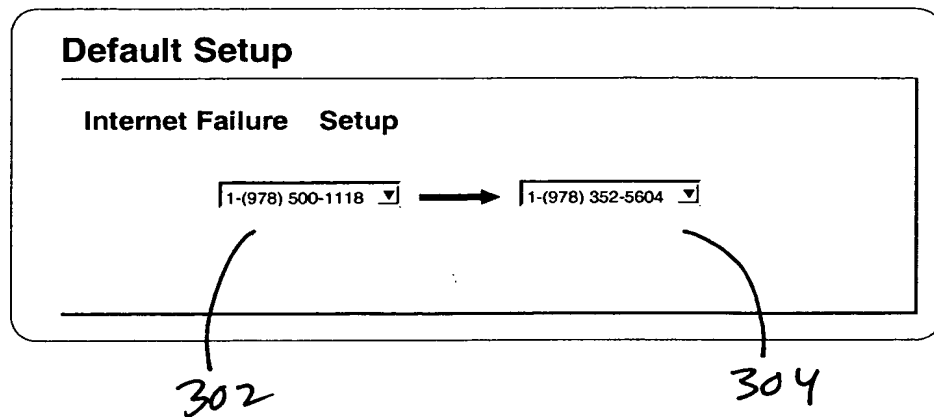 Default Setup
Internet Failure Setup
1-(978) 500-1118 1-(978) 352-5604
302 304